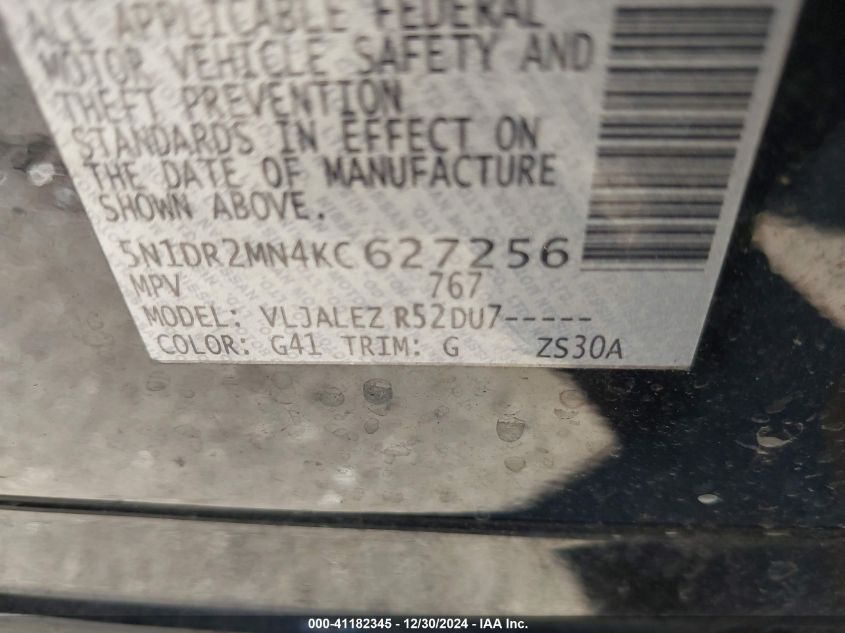 ALL APPLICABLE FEDERAL
MOTOR VEHICLE SAFETY AND
THEFT PREVENTION
STANDARDS IN EFFECT ON
THE DATE OF MANUFACTURE
SHOWN ABOVE.
5N1DR2MN4KC627256
MPV 767
MODEL: VLJALEZ R52DU7-----
COLOR: G41 TRIM: G ZS30A
000-41182345 - 12/30/2024 - IAA Inc.